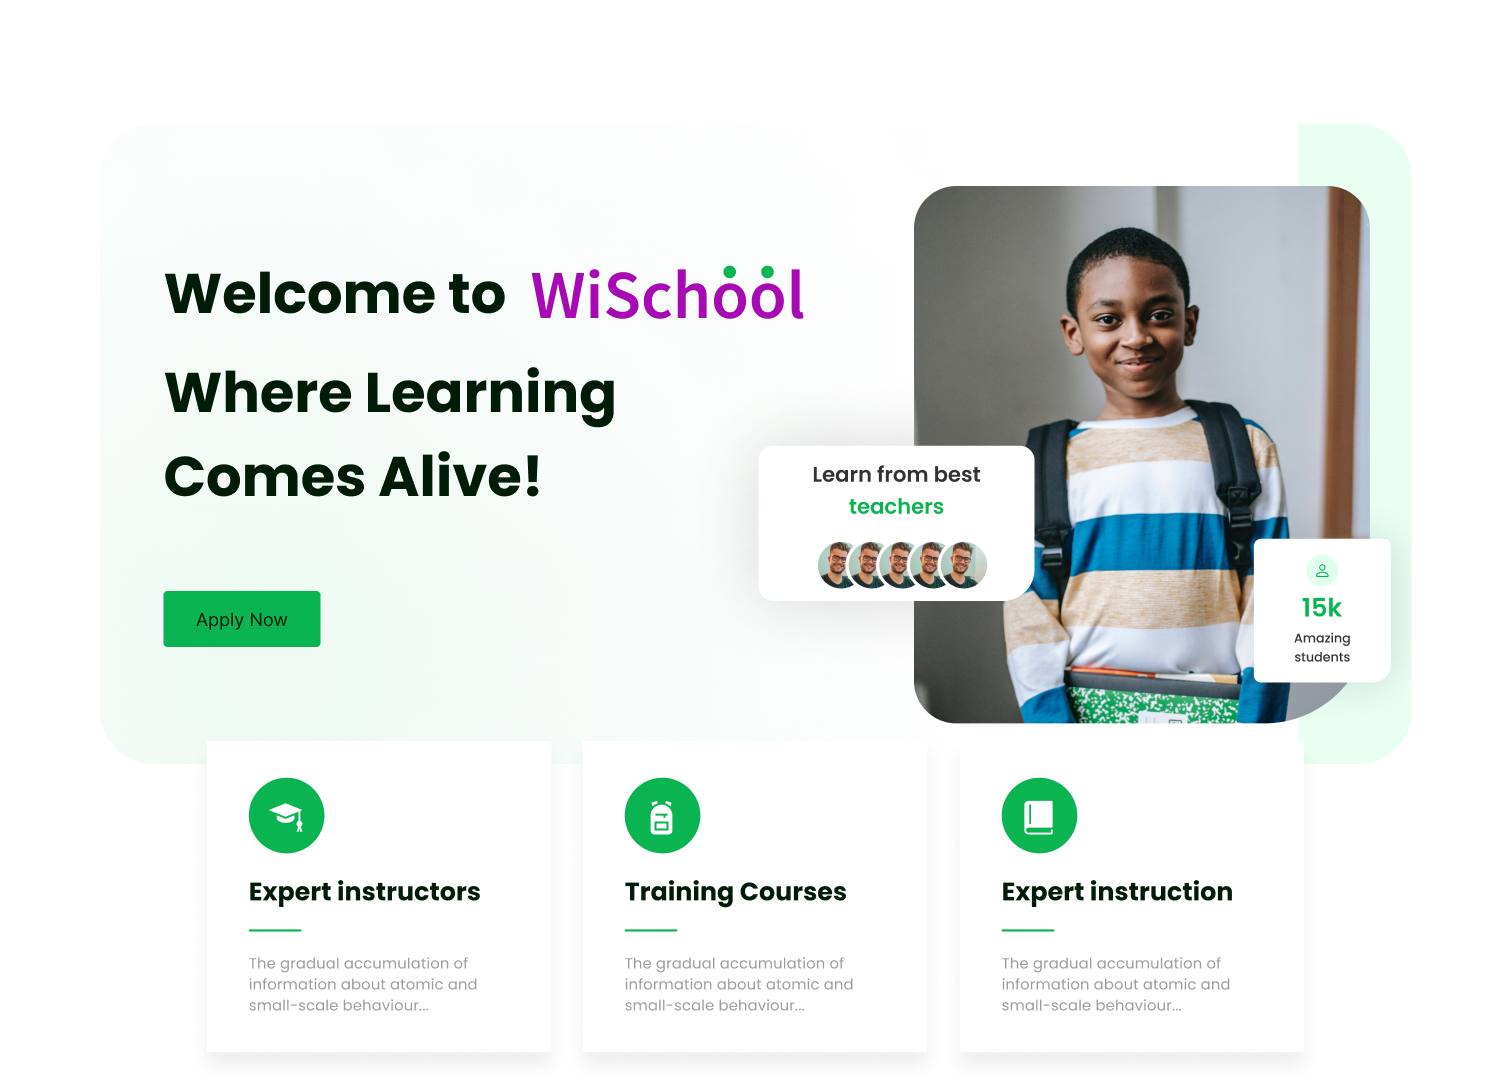 Welcome to WiSchool
Where Learning
Comes Alive!
Apply Now
Learn from best
teachers
15k
Amazing
students
Expert instructors
The gradual accumulation of
information about atomic and
small-scale behaviour...
Training Courses
The gradual accumulation of
information about atomic and
small-scale behaviour...
Expert instruction
The gradual accumulation of
information about atomic and
small-scale behaviour...